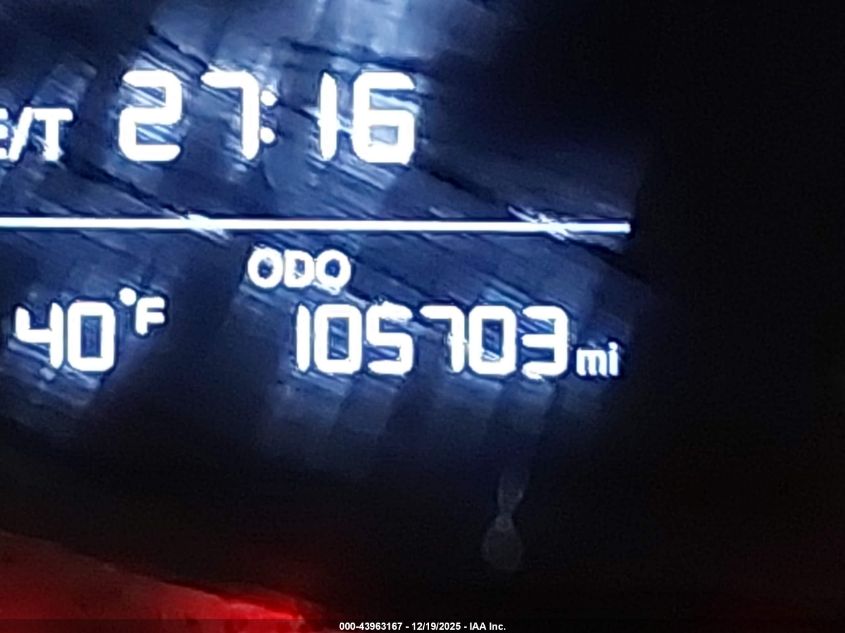 E/T 27:16
ODO
40°F 105703 mi
000-43963167 - 12/19/2025 - IAA Inc.